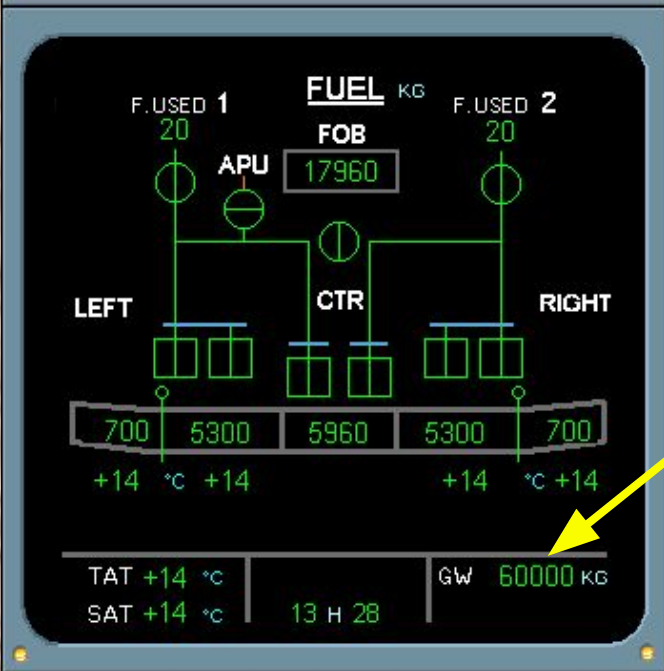 FUEL KG
F.USED 1
F.USED 2
20
FOB
20
APU
17960
LEFT
CTR
RIGHT
700 5300 5960 5300 700
+14 °C +14
+14 °C +14
TAT +14 °C
GW 60000 KG
SAT +14 °C
13 H 28